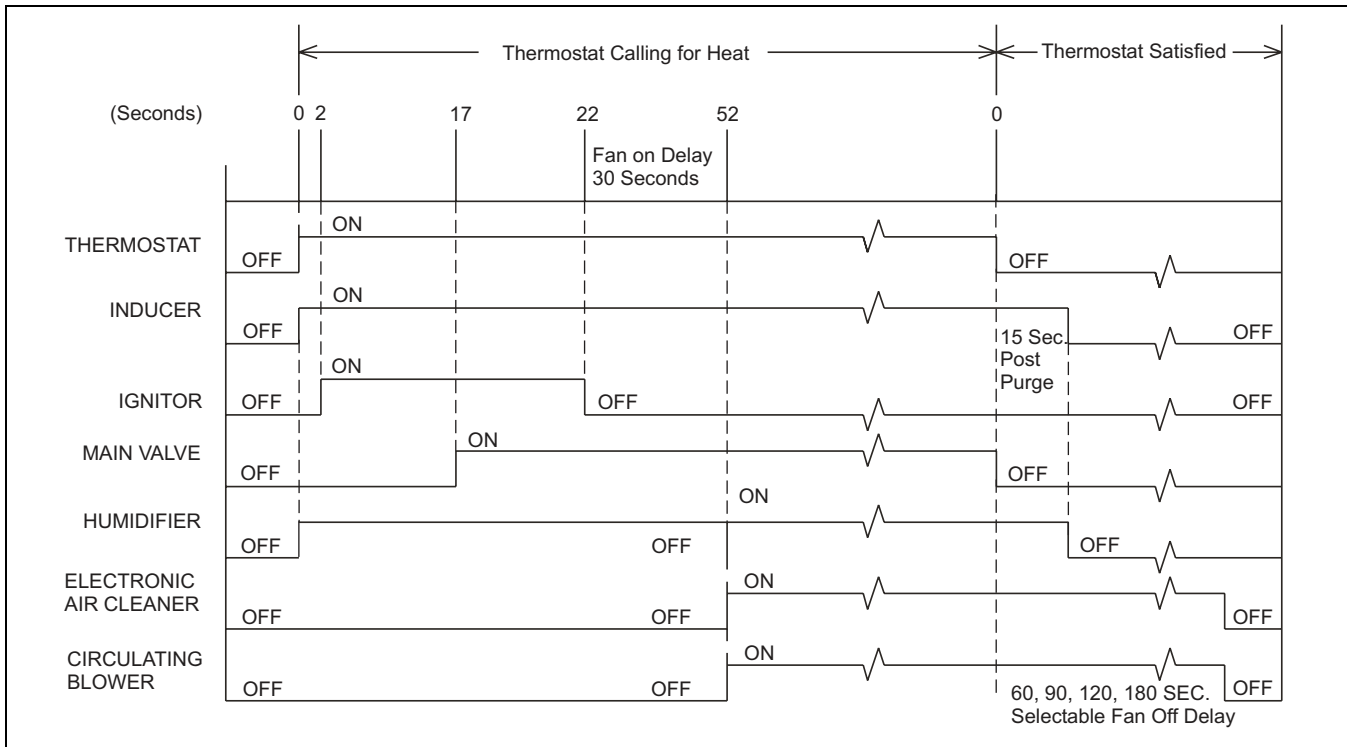 Thermostat Calling for Heat
Thermostat Satisfied
(Seconds) 0 2 17 22 52 0
Fan on Delay
30 Seconds
THERMOSTAT OFF ON OFF
INDUCER OFF ON OFF
15 Sec.
Post
Purge
IGNITOR OFF ON OFF OFF
MAIN VALVE OFF ON OFF
HUMIDIFIER OFF OFF ON OFF
ELECTRONIC
AIR CLEANER
OFF OFF ON OFF
CIRCULATING
BLOWER
OFF OFF ON OFF
60, 90, 120, 180 SEC.
Selectable Fan Off Delay